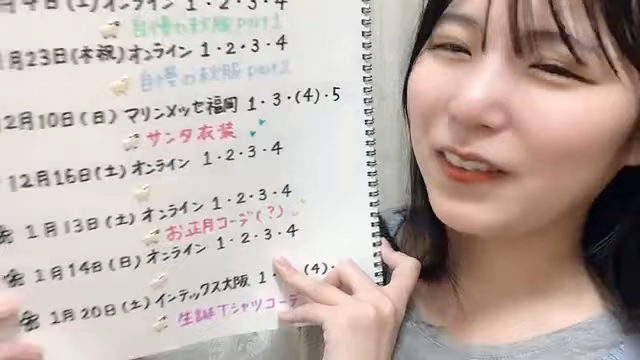 月4日(土)オンライン 1・2・3・4
自慢の私服 part1
月23日(木祝)オンライン 1・2・3・4
自慢の私服 part2
12月10日(日)マリンメッセ福岡 1・3・(4)・5
サンタ衣装
12月16日(土)オンライン 1・2・3・4
1月13日(土)オンライン 1・2・3・4
お正月コーデ(?)
1月14日(日)オンライン 1・2・3・4
1月20日(土)インテックス大阪 1・(4)・
生誕Tシャツコーデ